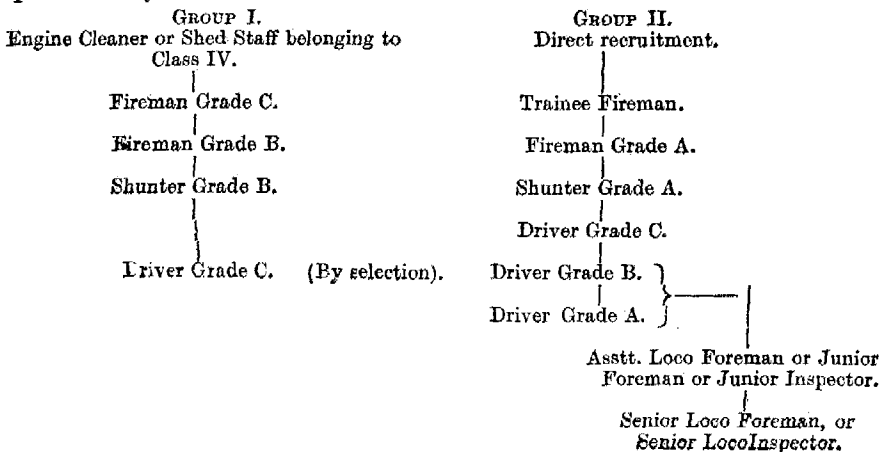 GROUP I.
Engine Cleaner or Shed Staff belonging to
Class IV.
Fireman Grade C.
Fireman Grade B.
Shunter Grade B.
Driver Grade C. (By selection).
GROUP II.
Direct recruitment.
Trainee Fireman.
Fireman Grade A.
Shunter Grade A.
Driver Grade C.
Driver Grade B.
Driver Grade A.
Asstt. Loco Foreman or Junior
Foreman or Junior Inspector.
Senior Loco Foreman, or
Senior LocoInspector.